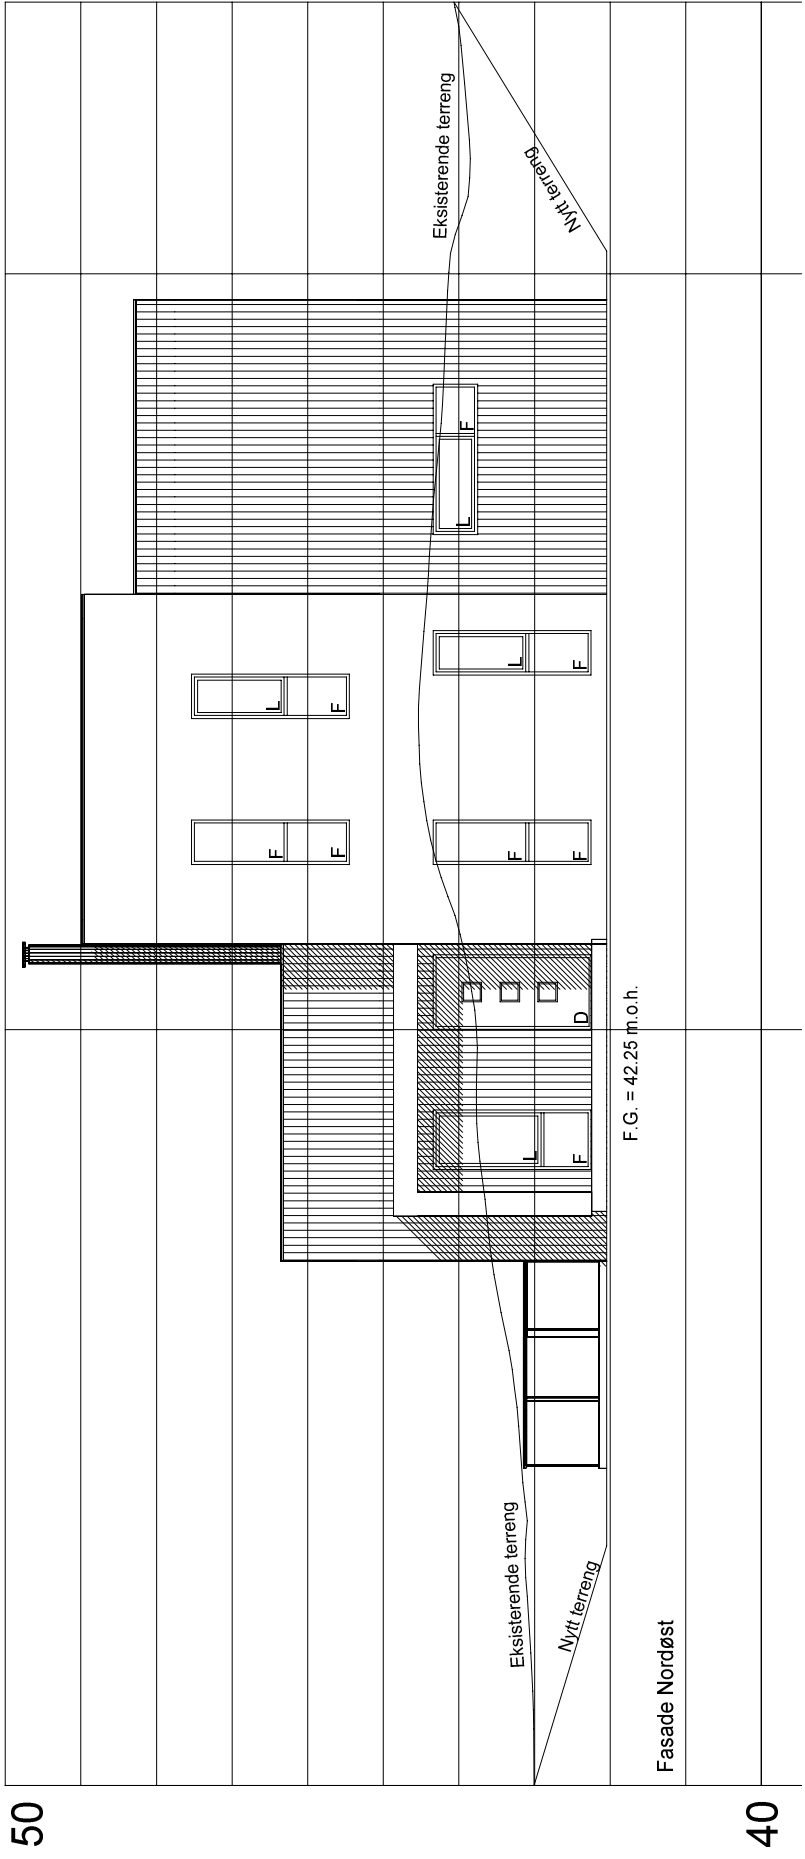 50
40
Eksisterende terreng
Nytt terreng
Eksisterende terreng
Nytt terreng
L
F
F
F
L
F
F
F
L
F
L
F
D
L
F
F.G. = 42.25 m.o.h.
Fasade Nordøst